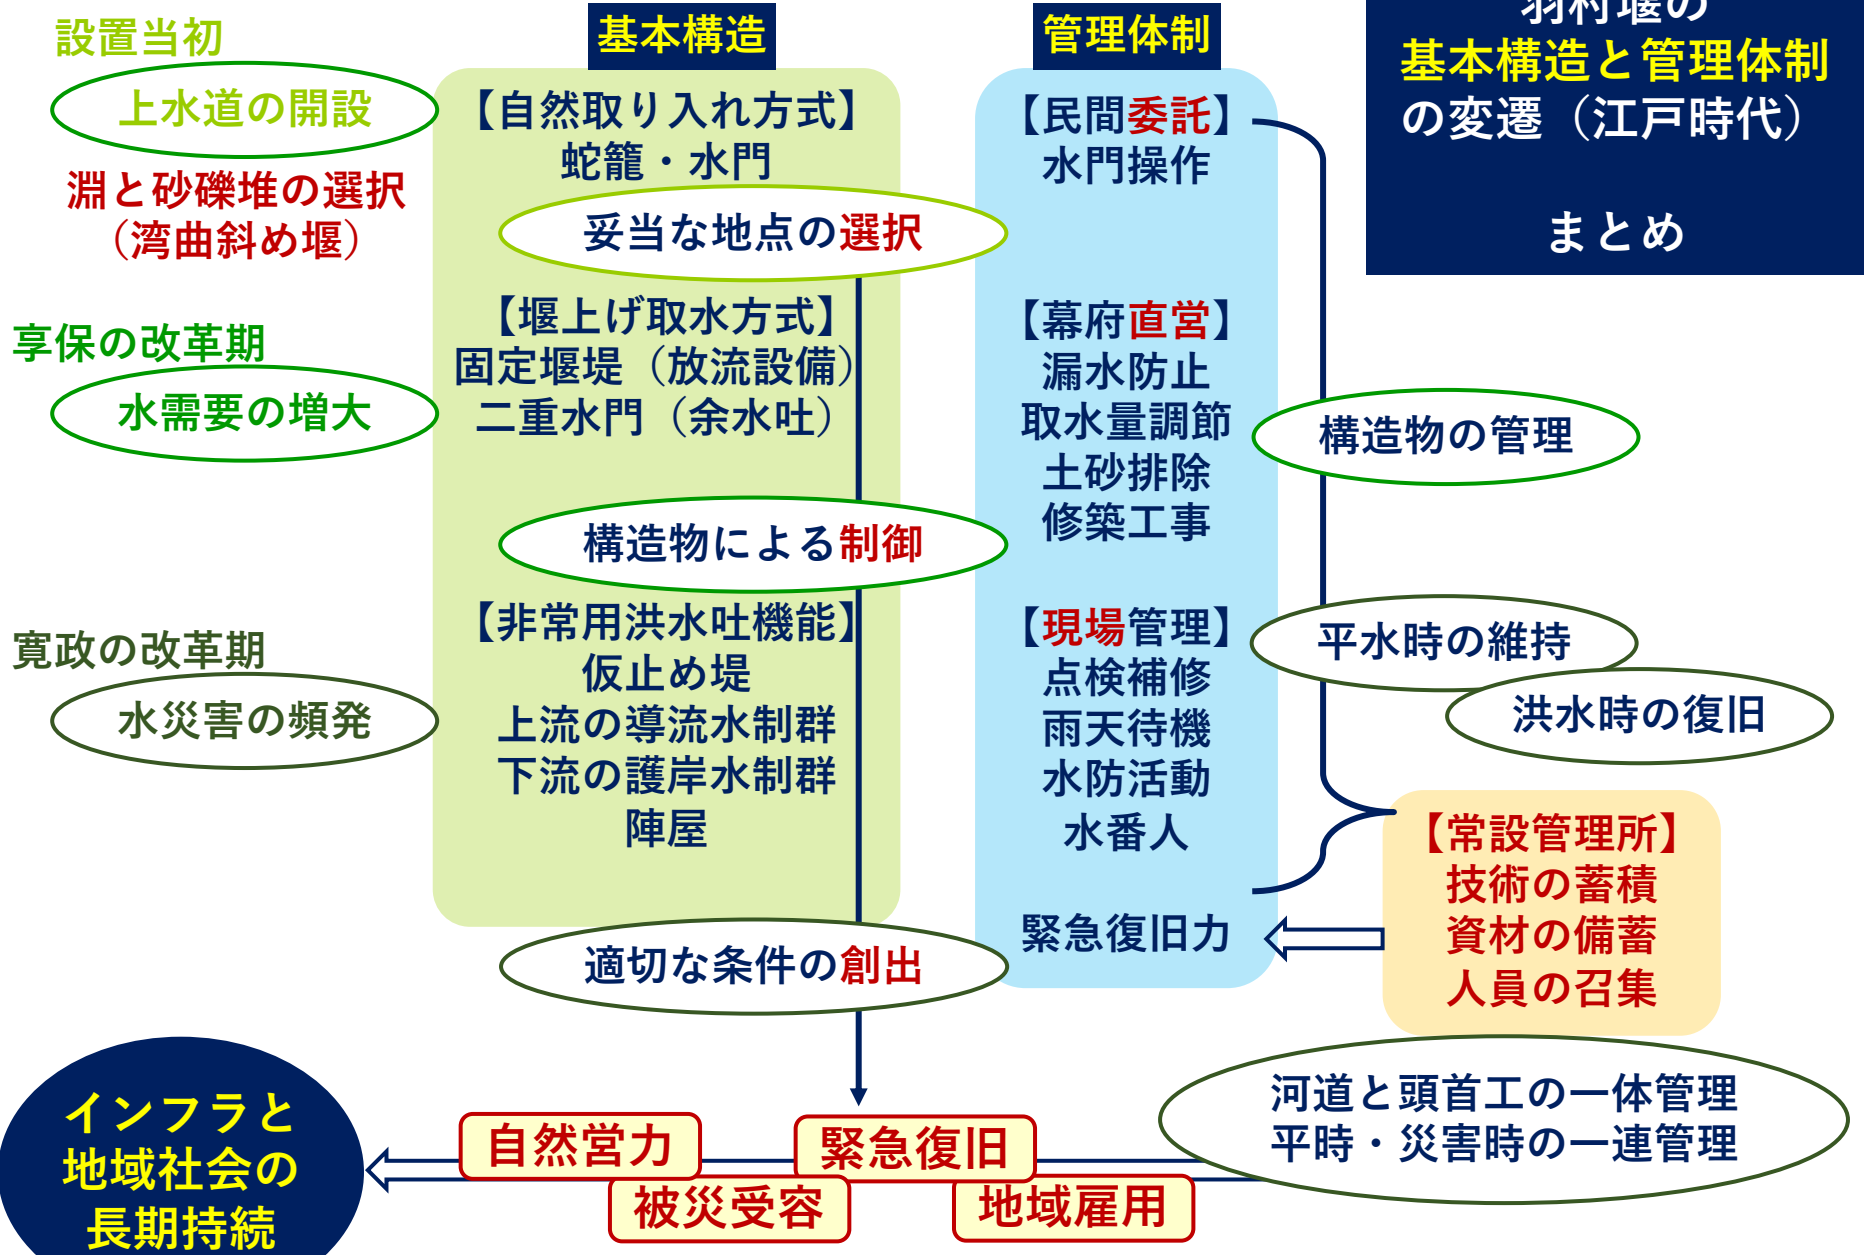 羽村堰の
基本構造と管理体制
の変遷（江戸時代）
まとめ
設置当初
上水道の開設
淵と砂礫堆の選択
（湾曲斜め堰）
享保の改革期
水需要の増大
寛政の改革期
水災害の頻発
基本構造
【自然取り入れ方式】
蛇籠・水門
妥当な地点の選択
【堰上げ取水方式】
固定堰堤（放流設備）
二重水門（余水吐）
構造物による制御
【非常用洪水吐機能】
仮止め堤
上流の導流水制群
下流の護岸水制群
陣屋
適切な条件の創出
管理体制
【民間委託】
水門操作
【幕府直営】
漏水防止
取水量調節
土砂排除
修築工事
【現場管理】
点検補修
雨天待機
水防活動
水番人
緊急復旧力
構造物の管理
平水時の維持
洪水時の復旧
【常設管理所】
技術の蓄積
資材の備蓄
人員の召集
河道と頭首工の一体管理
平時・災害時の一連管理
自然営力
緊急復旧
被災受容
地域雇用
インフラと
地域社会の
長期持続